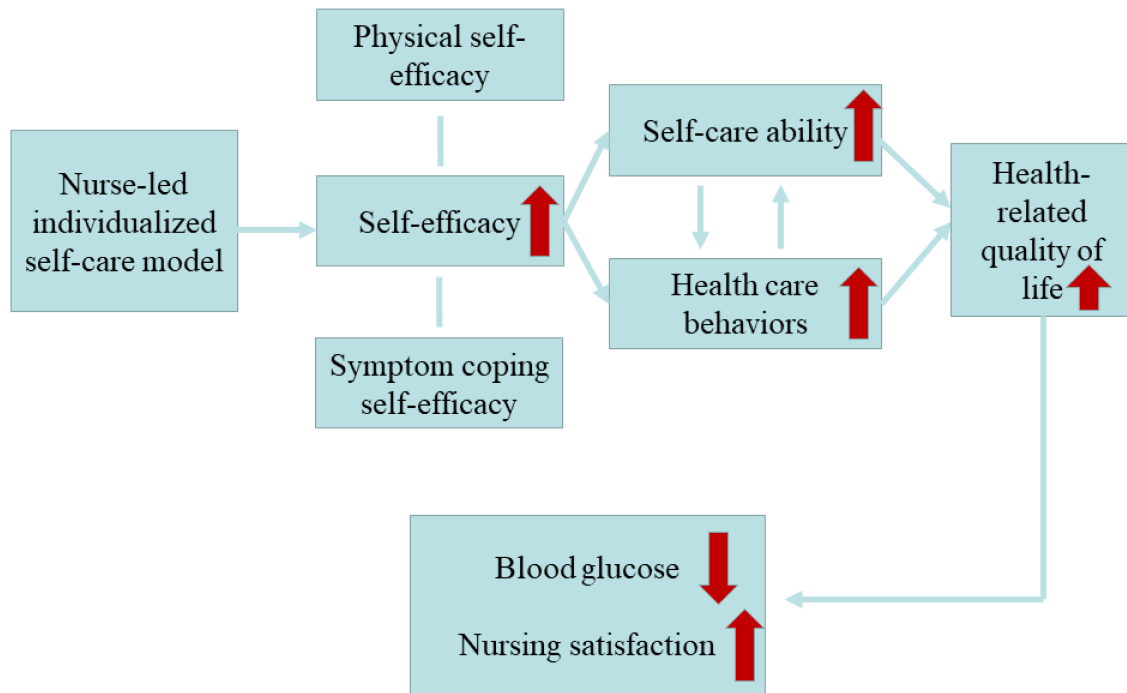 Physical self-
efficacy
Nurse-led
individualized
self-care model
Self-efficacy
Symptom coping
self-efficacy
Self-care ability
Health care
behaviors
Health-
related
quality of
life
Blood glucose
Nursing satisfaction